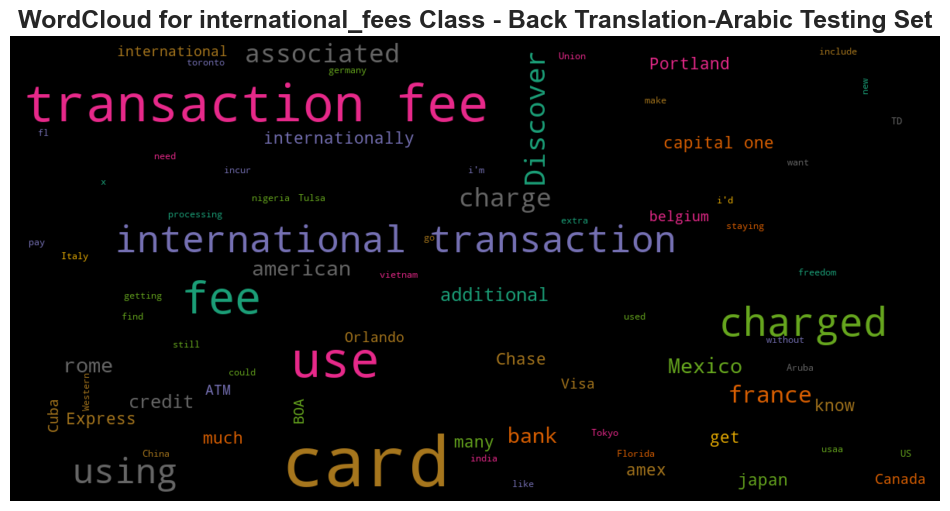 WordCloud for international_fees Class - Back Translation-Arabic Testing Set
international
associated
toronto
germany
Discover
Union
Portland
include
new
transaction fee
make
TD
fl
internationally
capital one
need
incur
i'm
want
x
nigeria
Tulsa
charge
i'd
processing
extra
belgium
staying
pay
international transaction
go
Italy
american
vietnam
freedom
getting
fee
additional
find
used
charged
still
Orlando
without
rome
could
use
Chase
Mexico
Aruba
Western
ATM
Visa
france
Cuba
Express
credit
BOA
know
much
many
bank
Tokyo
get
China
card
india
Florida
usaa
US
using
like
amex
japan
Canada